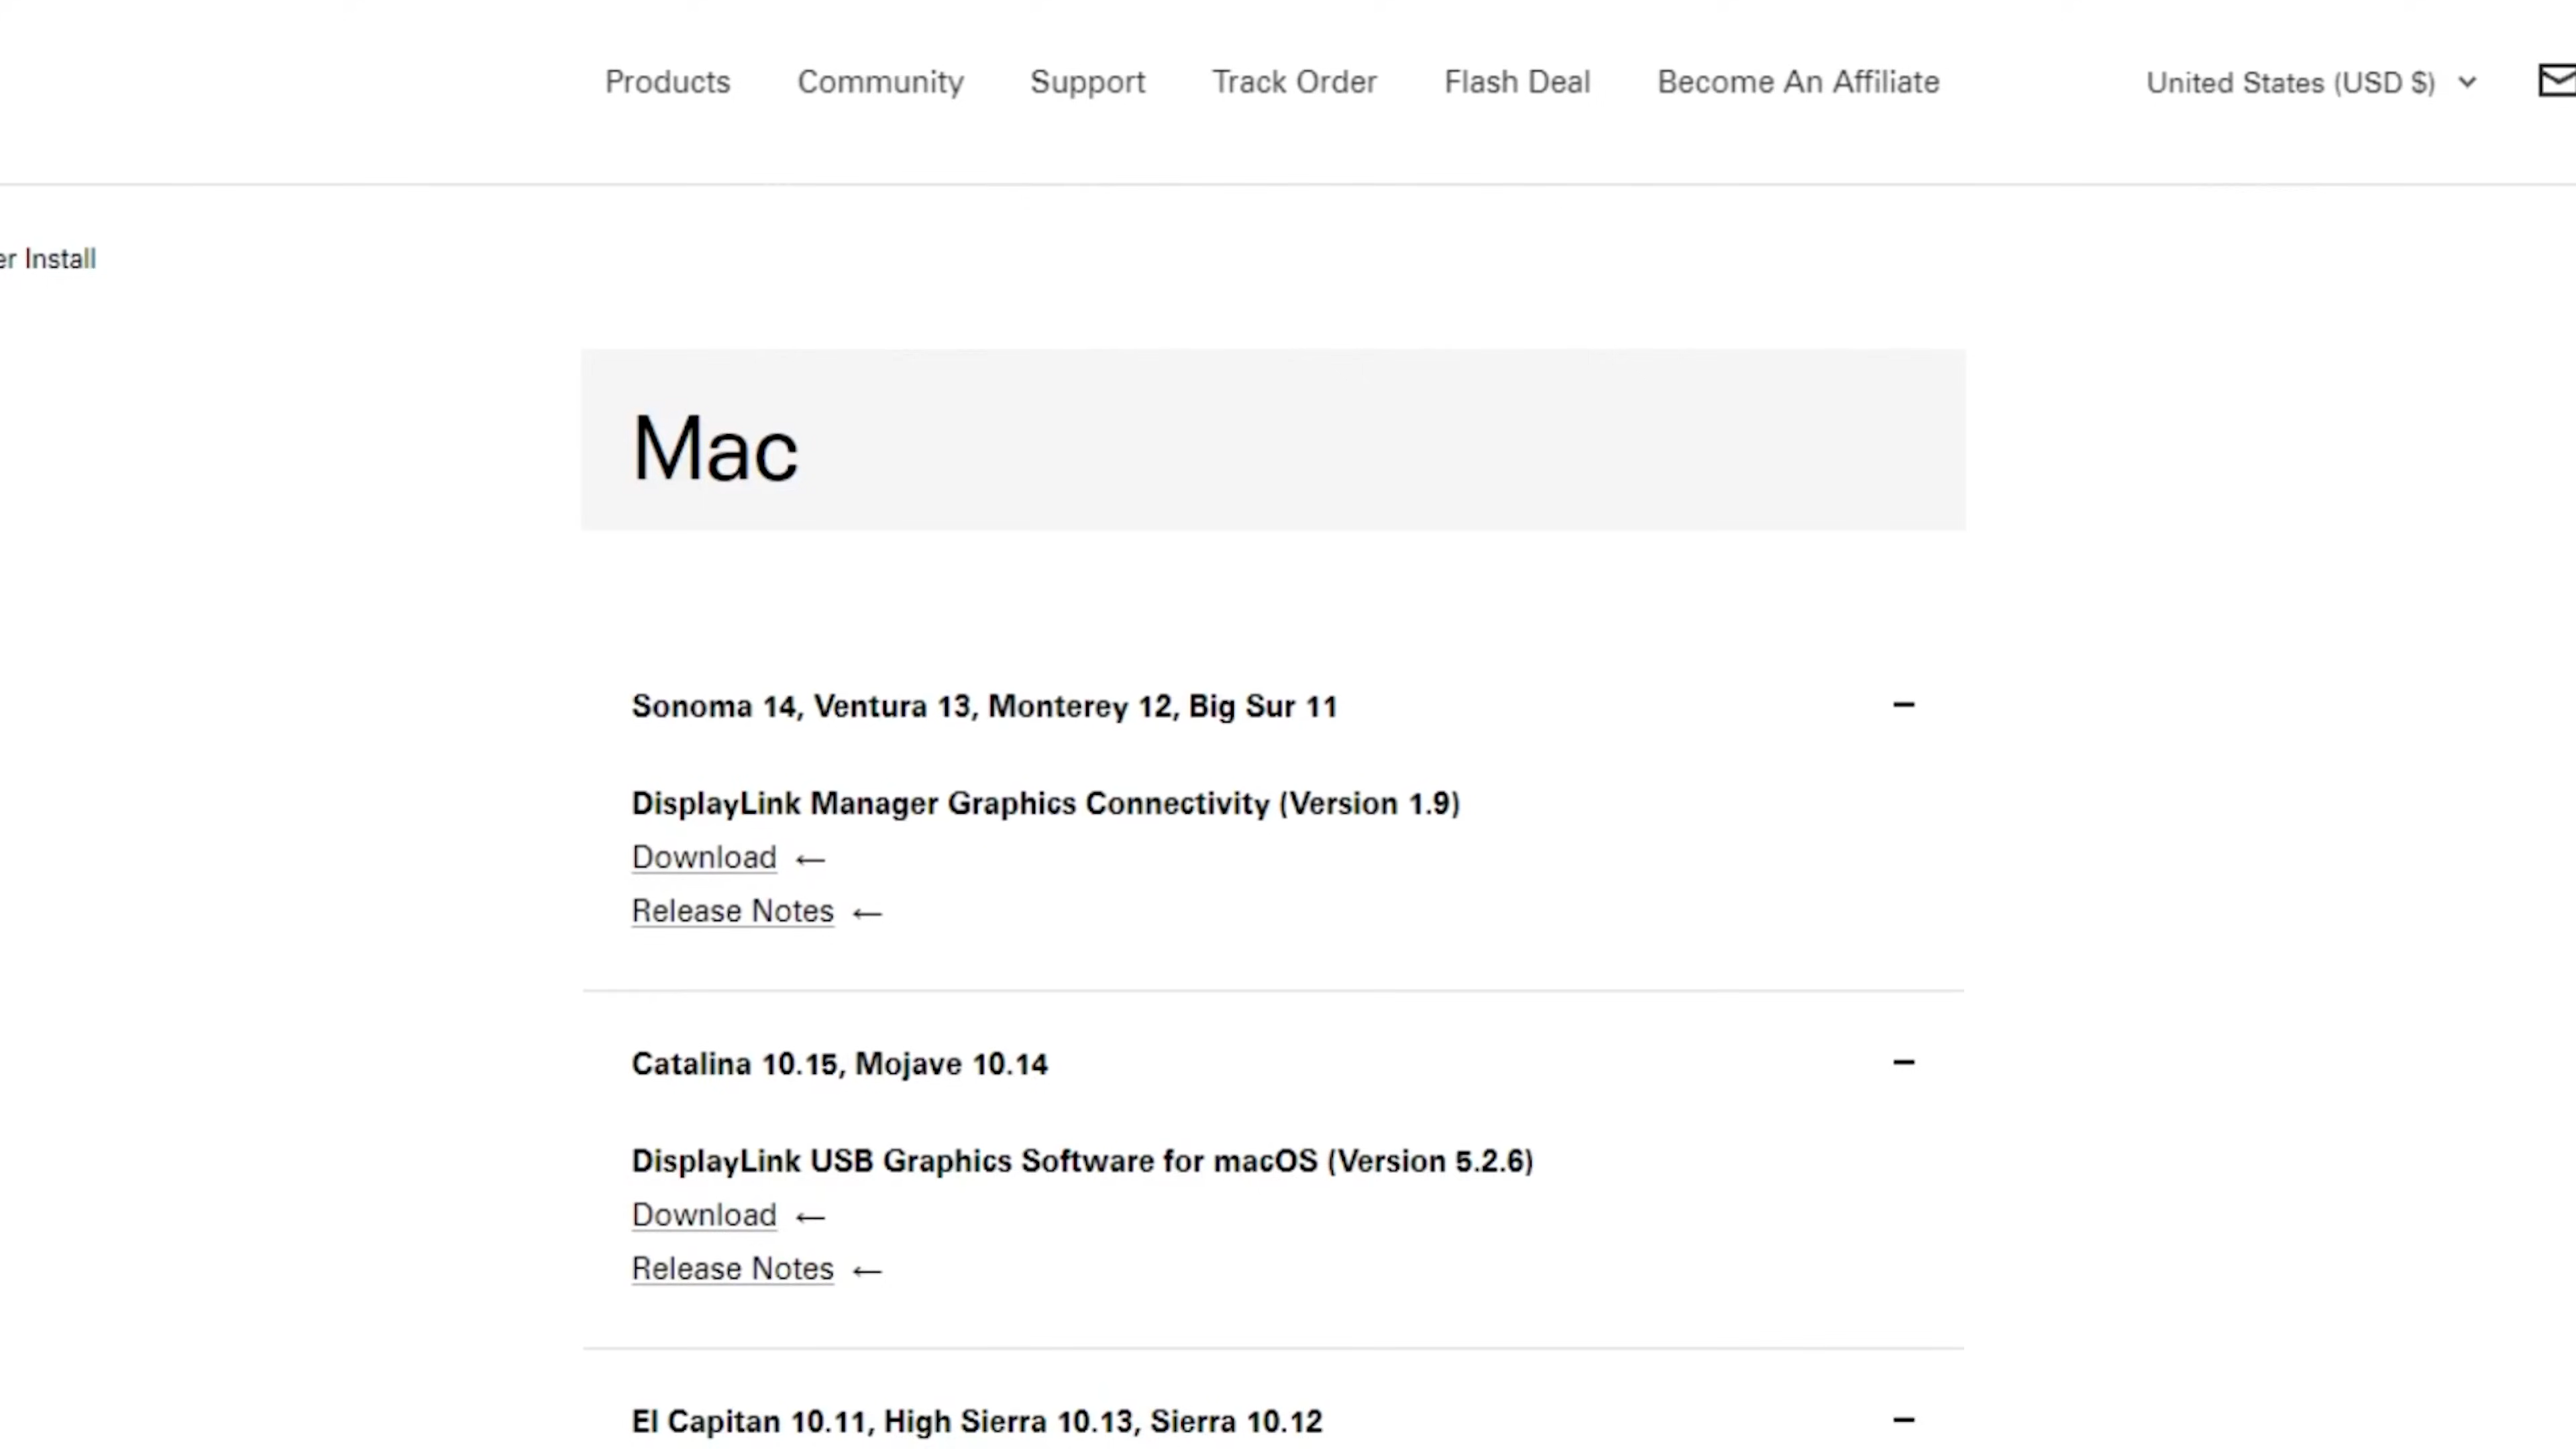 Products Community Support Track Order Flash Deal Become An Affiliate United States (USD $)
er Install
Mac
Sonoma 14, Ventura 13, Monterey 12, Big Sur 11
DisplayLink Manager Graphics Connectivity (Version 1.9)
Download ←
Release Notes ←
Catalina 10.15, Mojave 10.14
DisplayLink USB Graphics Software for macOS (Version 5.2.6)
Download ←
Release Notes ←
El Capitan 10.11, High Sierra 10.13, Sierra 10.12